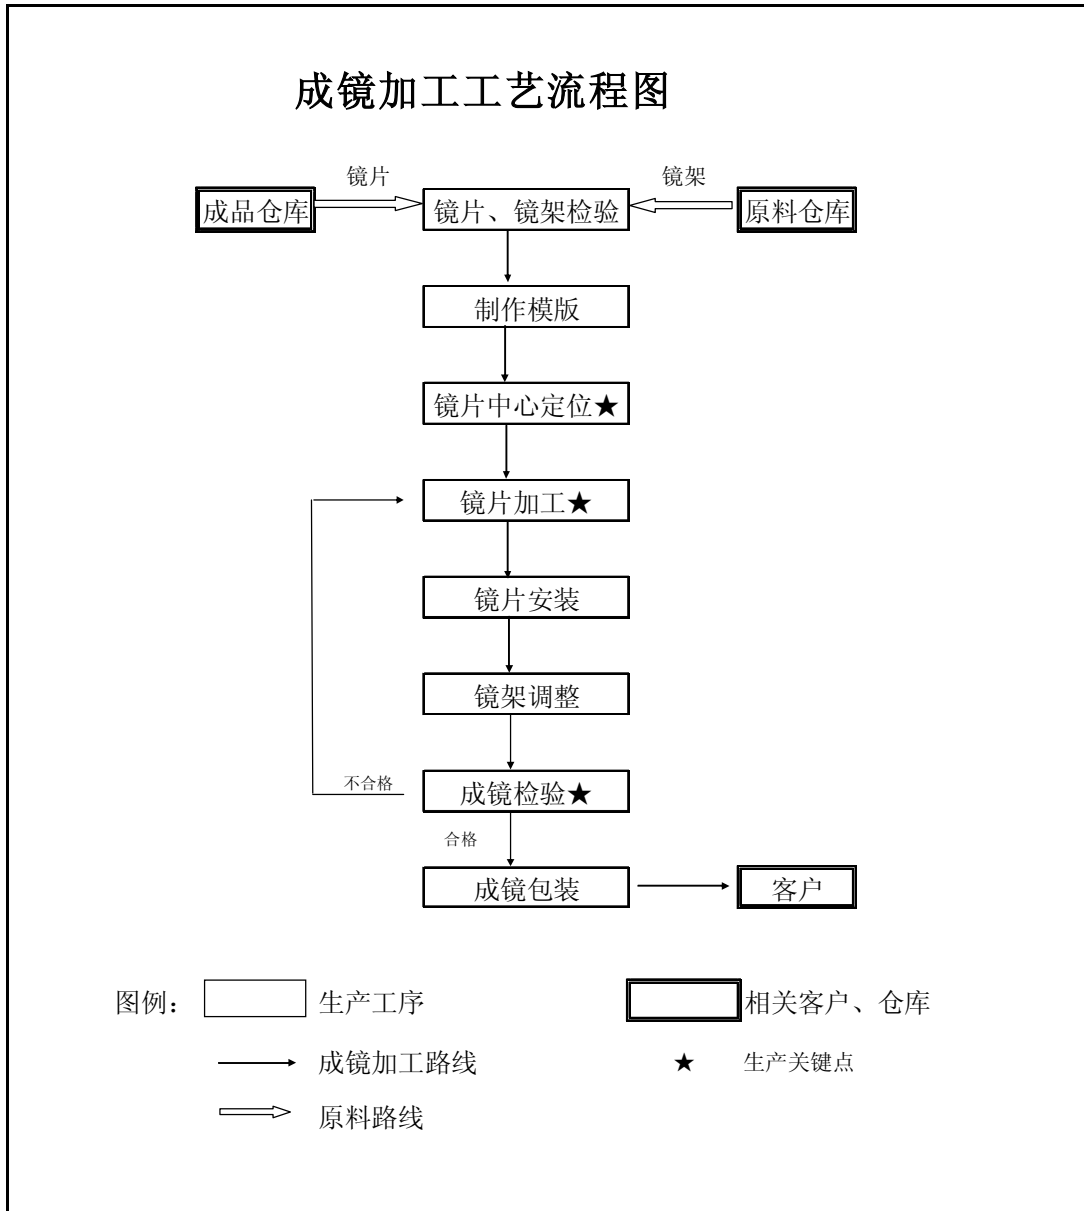 成镜加工工艺流程图
镜片
镜架
成品仓库
镜片、镜架检验
原料仓库
制作模版
镜片中心定位★
镜片加工★
镜片安装
镜架调整
不合格
成镜检验★
合格
成镜包装
客户
图例：
生产工序
相关客户、仓库
成镜加工路线
★ 生产关键点
原料路线